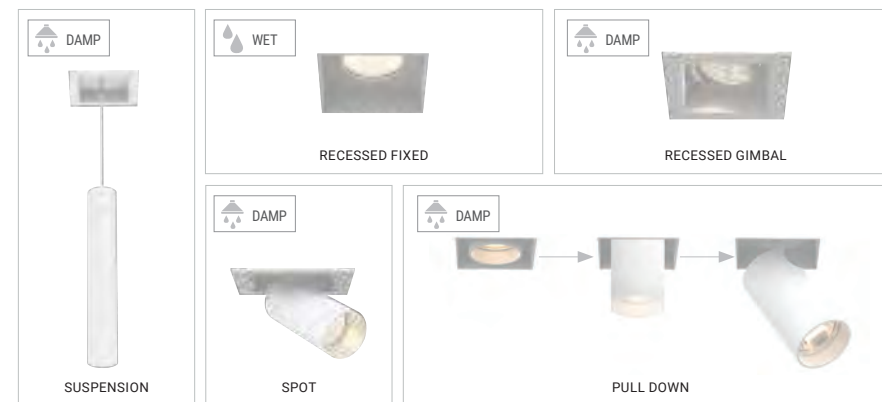 DAMP
SUSPENSION
WET
RECESSED FIXED
DAMP
RECESSED GIMBAL
DAMP
SPOT
DAMP
PULL DOWN